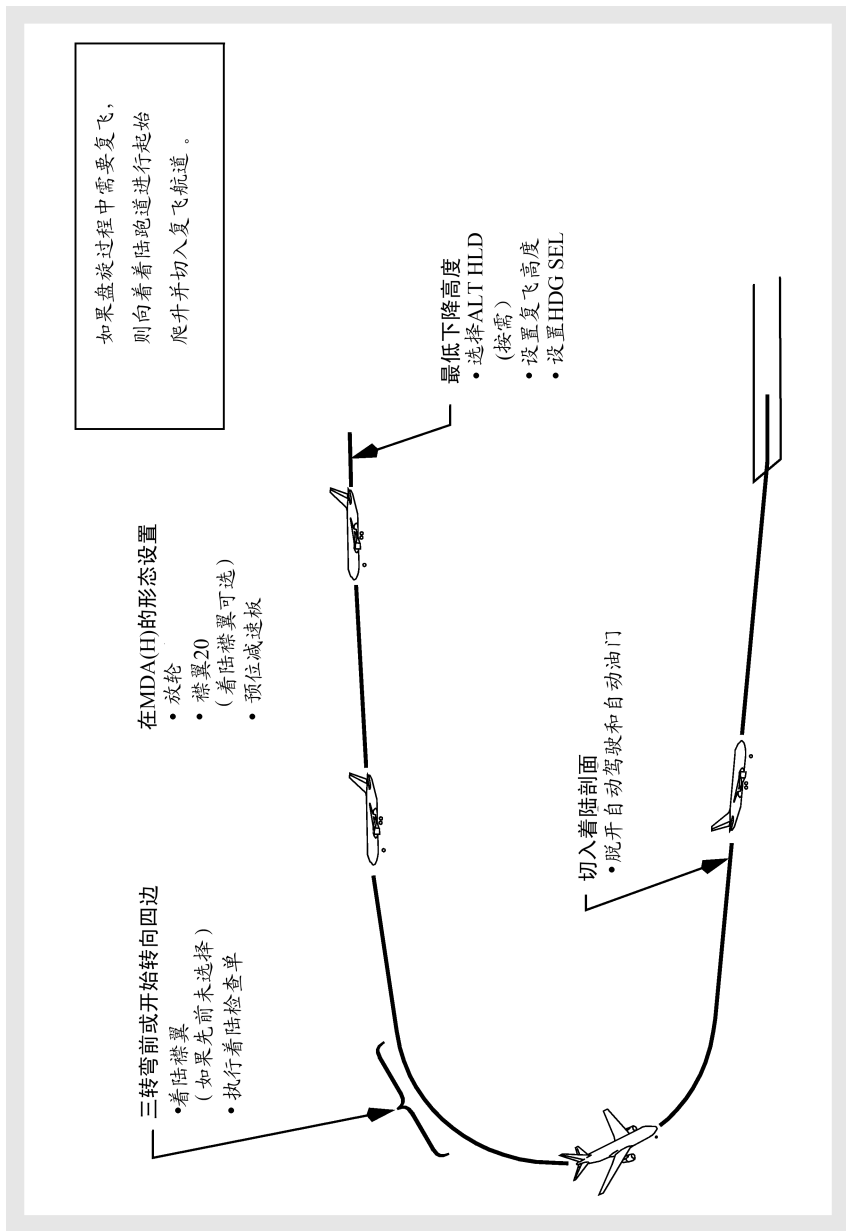 如果盘旋过程中需要复飞，
则向着着陆跑道进行起始
爬升并切入复飞航道。
最低下降高度
• 选择ALT HLD
(按需）
• 设置复飞高度
• 设置HDG SEL
在MDA(H)的形态设置
• 放轮
• 襟翼20
（着陆襟翼可选）
• 预位减速板
三转弯前或开始转向四边
•着陆襟翼
（如果先前未选择）
• 执行着陆检查单
切入着陆剖面
•脱开自动驾驶和自动油门